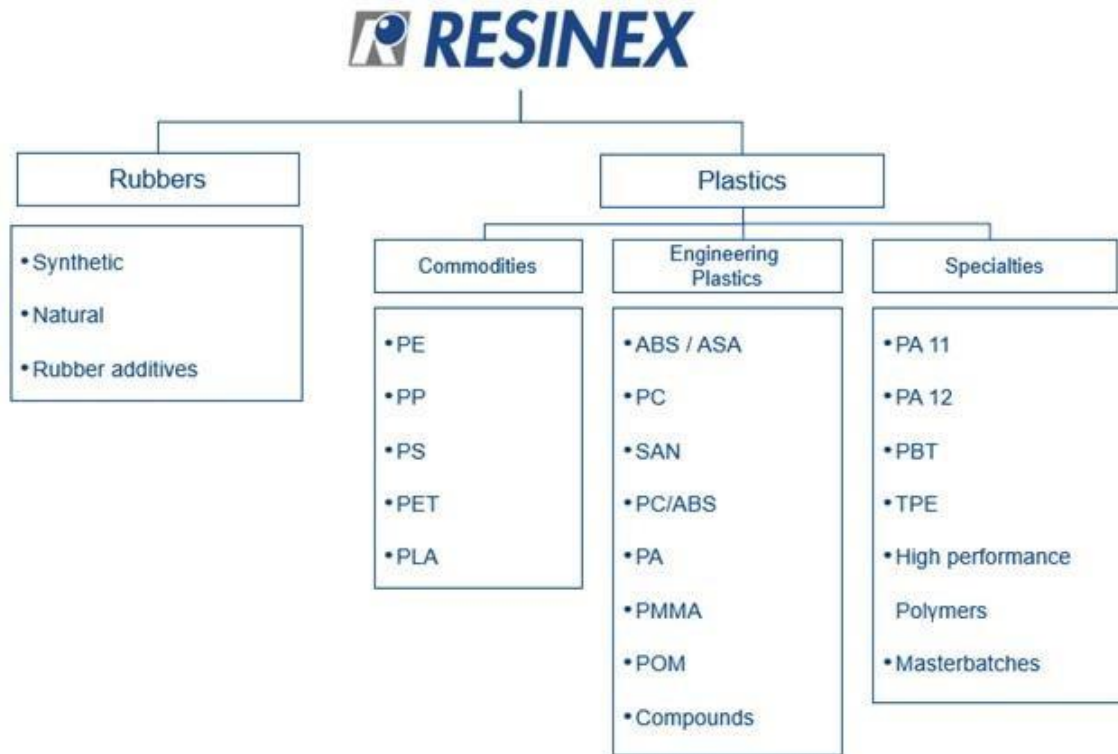 RESINEX
Rubbers
• Synthetic
• Natural
• Rubber additives
Plastics
Commodities
• PE
• PP
• PS
• PET
• PLA
Engineering
Plastics
• ABS / ASA
• PC
• SAN
• PC/ABS
• PA
• PMMA
• POM
• Compounds
Specialties
• PA 11
• PA 12
• PBT
• TPE
• High performance
Polymers
• Masterbatches